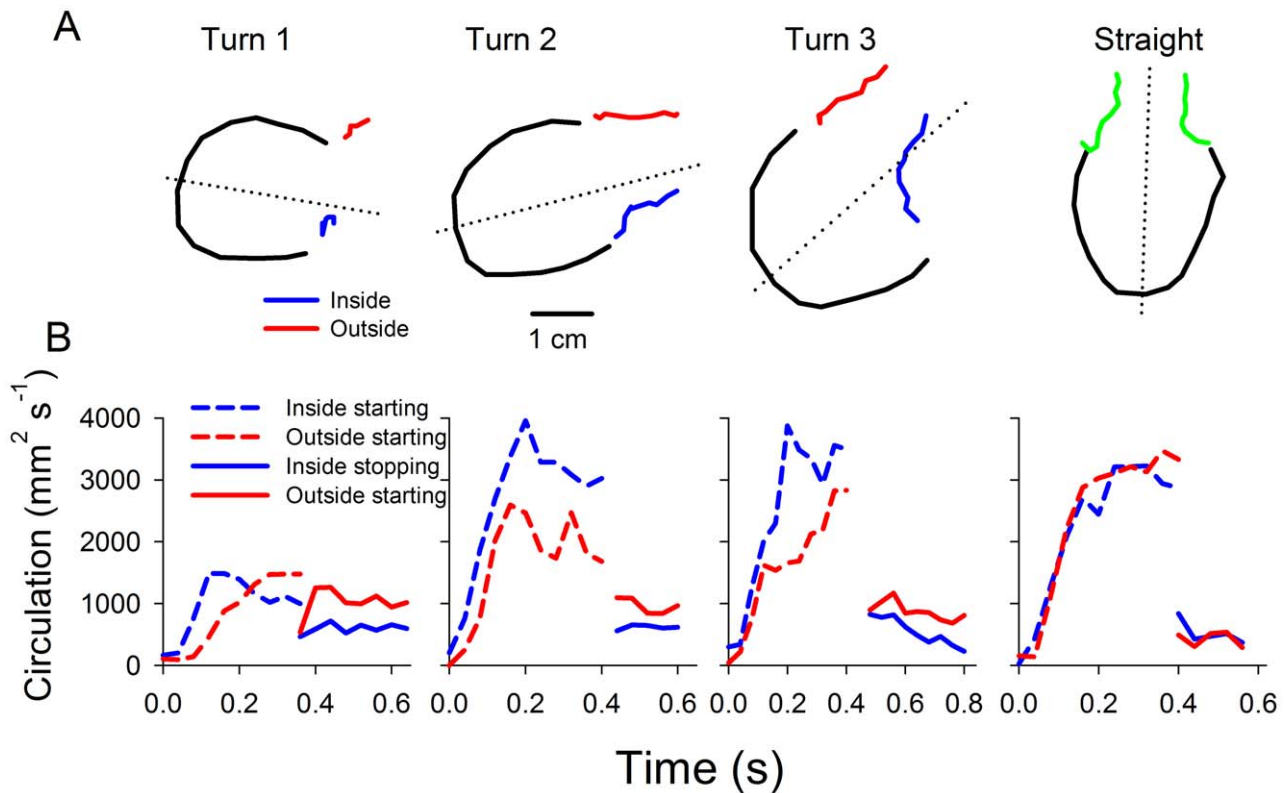 A
Turn 1 Turn 2 Turn 3 Straight
Inside
Outside
1 cm
B
Circulation (mm² s⁻¹)
Inside starting
Outside starting
Inside stopping
Outside starting
4000
3000
2000
1000
0
0.0 0.2 0.4 0.6 0.0 0.2 0.4 0.6 0.0 0.2 0.4 0.6 0.8 0.0 0.2 0.4 0.6
Time (s)